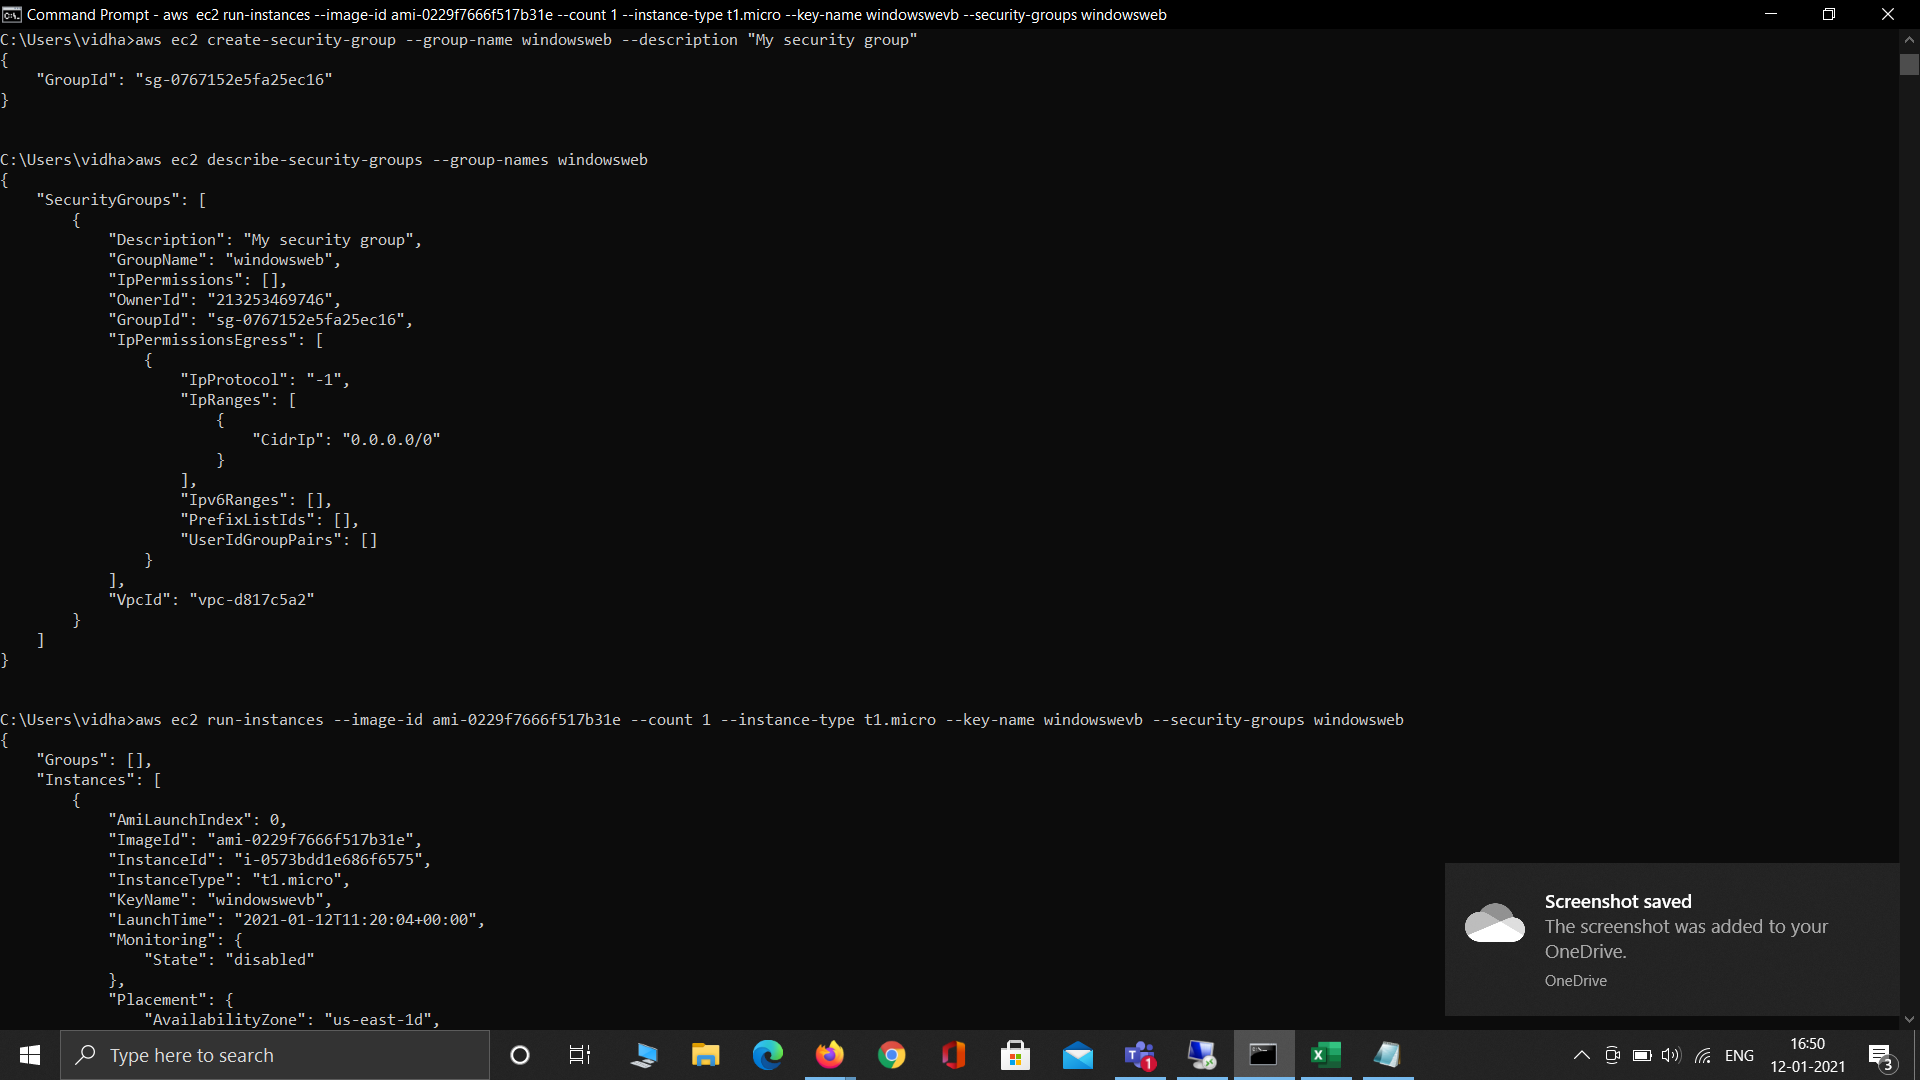 Command Prompt - aws  ec2 run-instances --image-id ami-0229f7666f517b31e --count 1 --instance-type t1.micro --key-name windowswevb --security-groups windowsweb
C:\Users\vidha>aws ec2 create-security-group --group-name windowsweb --description "My security group"
{
    "GroupId": "sg-0767152e5fa25ec16"
}
C:\Users\vidha>aws ec2 describe-security-groups --group-names windowsweb
{
    "SecurityGroups": [
        {
            "Description": "My security group",
            "GroupName": "windowsweb",
            "IpPermissions": [],
            "OwnerId": "213253469746",
            "GroupId": "sg-0767152e5fa25ec16",
            "IpPermissionsEgress": [
                {
                    "IpProtocol": "-1",
                    "IpRanges": [
                        {
                            "CidrIp": "0.0.0.0/0"
                        }
                    ],
                    "Ipv6Ranges": [],
                    "PrefixListIds": [],
                    "UserIdGroupPairs": []
                }
            ],
            "VpcId": "vpc-d817c5a2"
        }
    ]
}
C:\Users\vidha>aws ec2 run-instances --image-id ami-0229f7666f517b31e --count 1 --instance-type t1.micro --key-name windowswevb --security-groups windowsweb
{
    "Groups": [],
    "Instances": [
        {
            "AmiLaunchIndex": 0,
            "ImageId": "ami-0229f7666f517b31e",
            "InstanceId": "i-0573bdd1e686f6575",
            "InstanceType": "t1.micro",
            "KeyName": "windowswevb",
            "LaunchTime": "2021-01-12T11:20:04+00:00",
            "Monitoring": {
                "State": "disabled"
            },
            "Placement": {
                "AvailabilityZone": "us-east-1d",
Screenshot saved
The screenshot was added to your
OneDrive.
OneDrive
Type here to search
1
ENG
16:50
12-01-2021
3